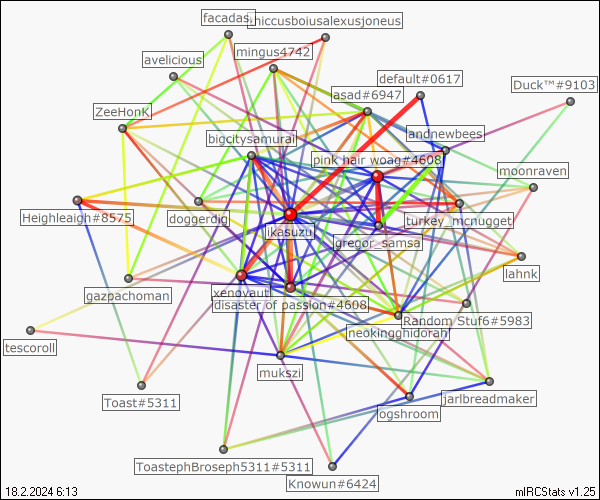 facadas.
hiccusboiusalexusjoneus
mingus4742
avelicious
default#0617
Duck™#9103
asad#6947
ZeeHonK
landnewbees
bigcitysamurai
pink hair woag#4608
moonraven
Heighleaigh#8575
doggerdig
turkey_mcnugget
likasuzu
gregor_samsa
lahnk
gazpachoman
xenovaut
disaster of passion#4608
Random Stuf6#5983
neokingghidorah
tescoroll
mukszi
Toast#5311
jarlbreadmaker
ogshroom
ToastephBroseph5311#5311
Knowun#6424
18.2.2024 6:13
mIRCStats v1.25